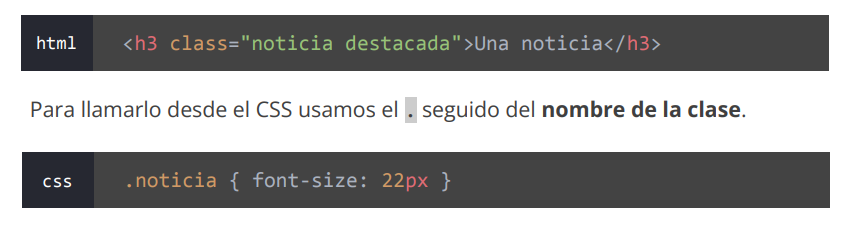 html <h3 class="noticia destacada">Una noticia</h3>
Para llamarlo desde el CSS usamos el . seguido del nombre de la clase.
css .noticia { font-size: 22px }